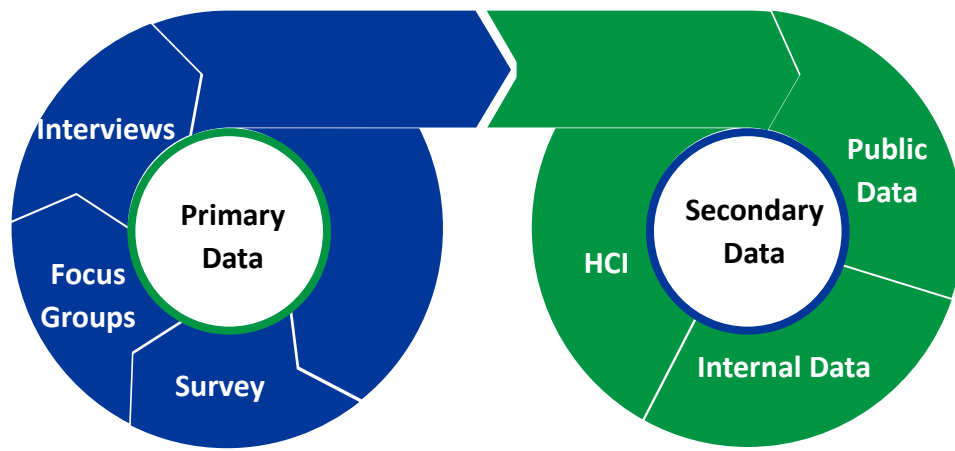 Interviews
Primary
Data
Focus
Groups
Survey
Public
Data
Secondary
Data
HCI
Internal Data